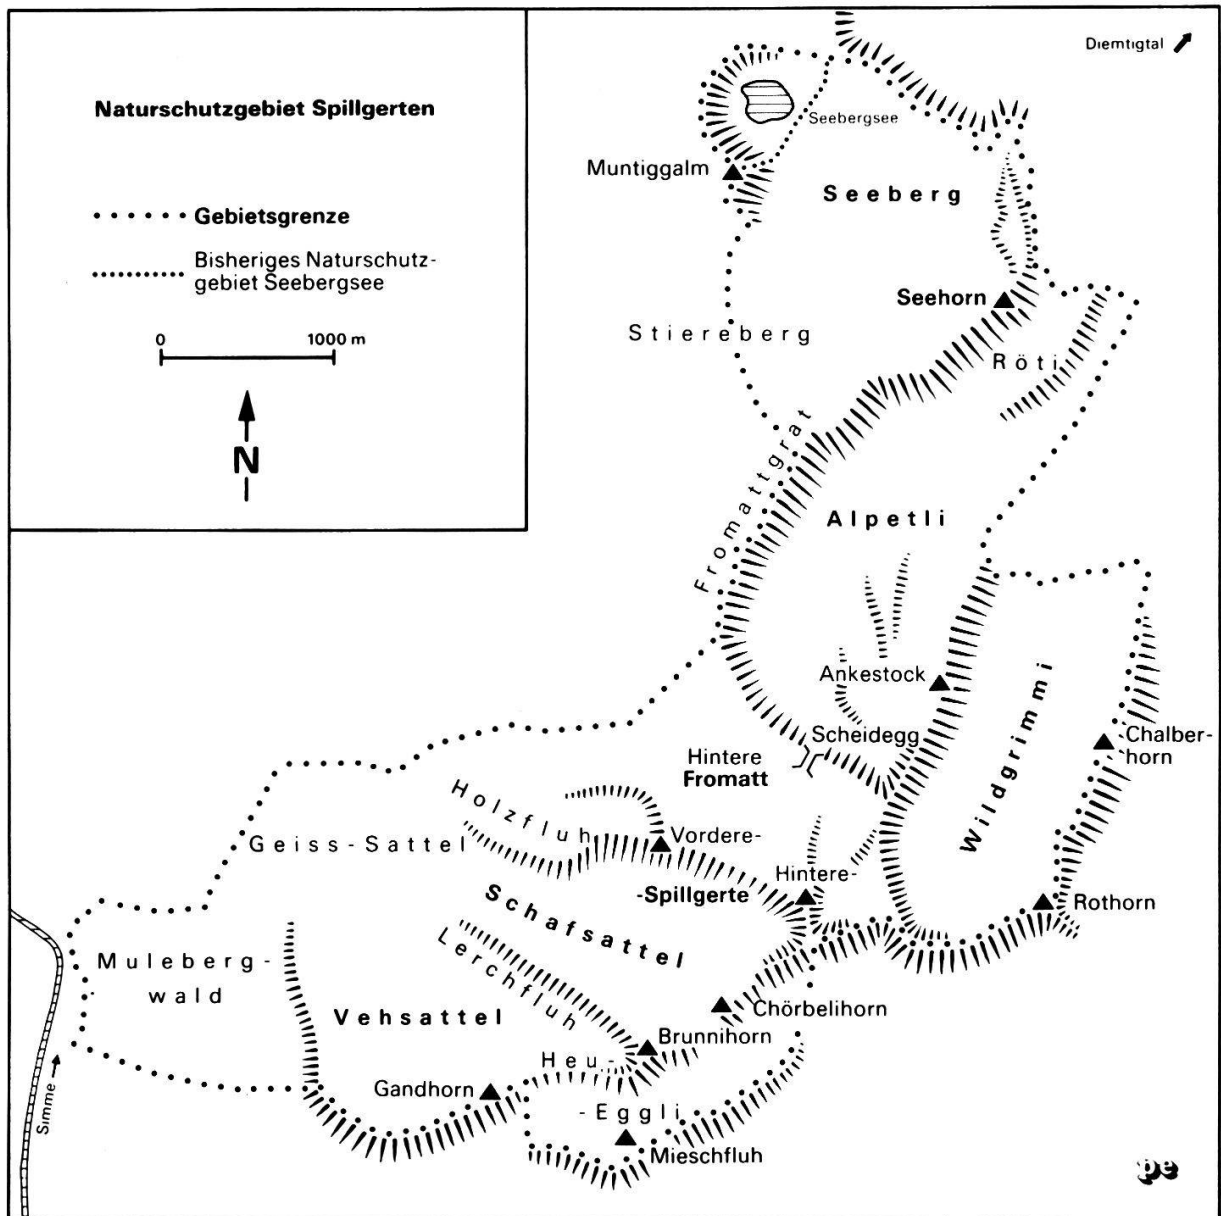 Diemtigtal
Naturschutzgebiet Spillgerten
Seebergsee
Muntiggalm
Seeberg
Gebietsgrenze
Bisheriges Naturschutz-
gebiet Seebergsee
Seehorn
0 1000 m
Stiereberg
Röti
N
Fromattgrat
Alpetli
Ankestock
Wildgrimmi
Scheidegg
Chalber-
horn
Hintere
Fromatt
Holzfluh
Geiss-Sattel
Vordere-
Hintere-
-Spillgerte
Rothorn
Schafsattel
Lerchfluh
Muleberg-
wald
Vehsattel
Chörbelihorn
Brunnihorn
Heu-
Gandhorn
-Eggli
Simme
Mieschfluh
pe